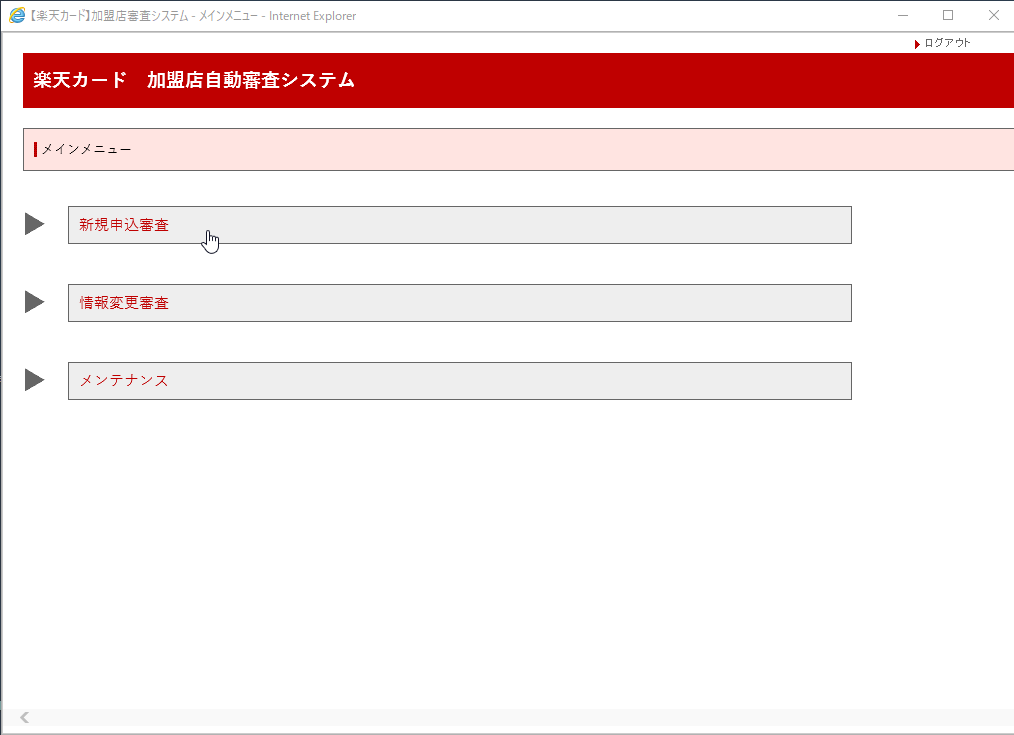 【楽天カード】加盟店審査システム - メインメニュー - Internet Explorer
ログアウト
楽天カード　加盟店自動審査システム
メインメニュー
新規申込審査
情報変更審査
メンテナンス